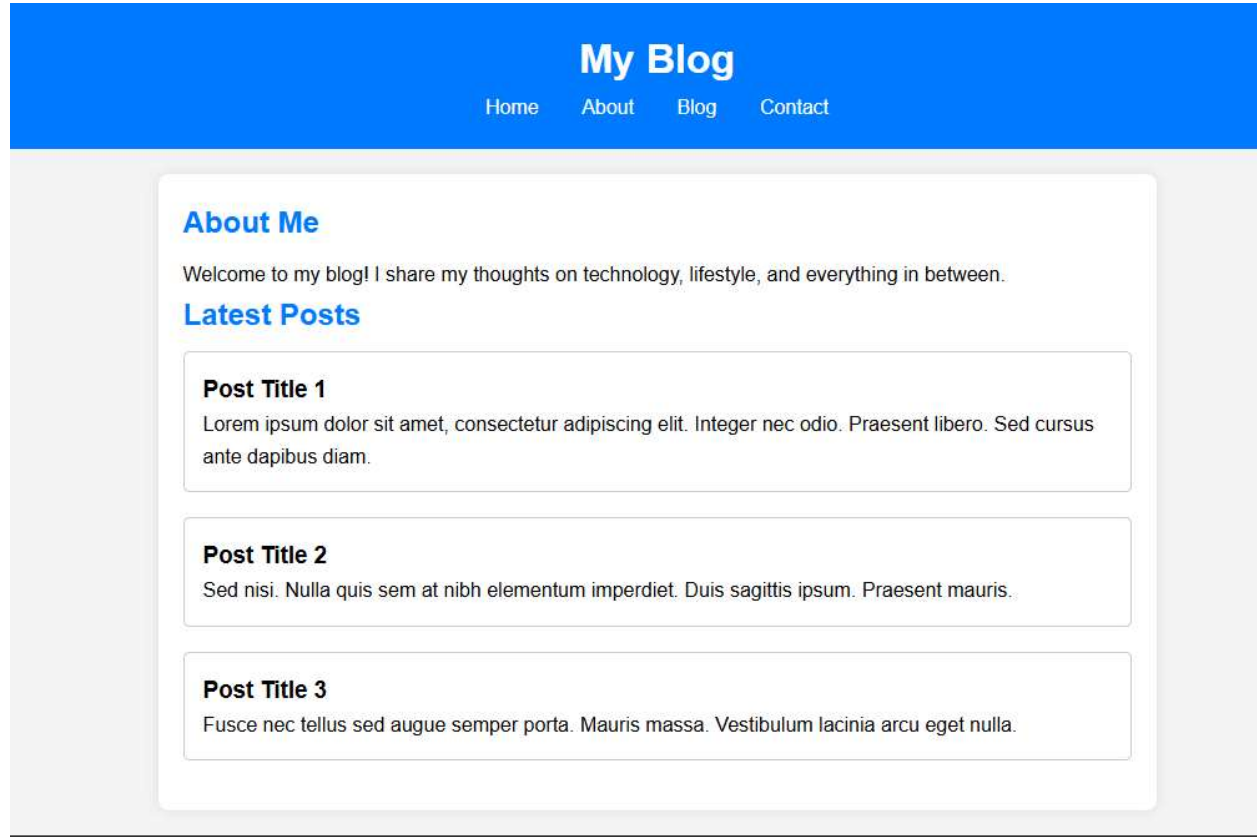 My Blog
Home About Blog Contact
About Me
Welcome to my blog! I share my thoughts on technology, lifestyle, and everything in between.
Latest Posts
Post Title 1
Lorem ipsum dolor sit amet, consectetur adipiscing elit. Integer nec odio. Praesent libero. Sed cursus
ante dapibus diam.
Post Title 2
Sed nisi. Nulla quis sem at nibh elementum imperdiet. Duis sagittis ipsum. Praesent mauris.
Post Title 3
Fusce nec tellus sed augue semper porta. Mauris massa. Vestibulum lacinia arcu eget nulla.